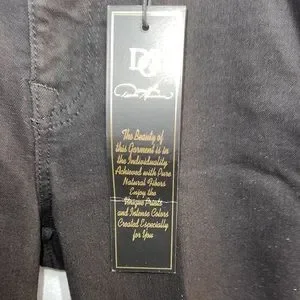 DG
The Beauty of
this Garment is in
the Individuality
Achieved with Pure
Natural Fibers
Enjoy the
Unique Prints
and Intense Colors
Created Especially
for You